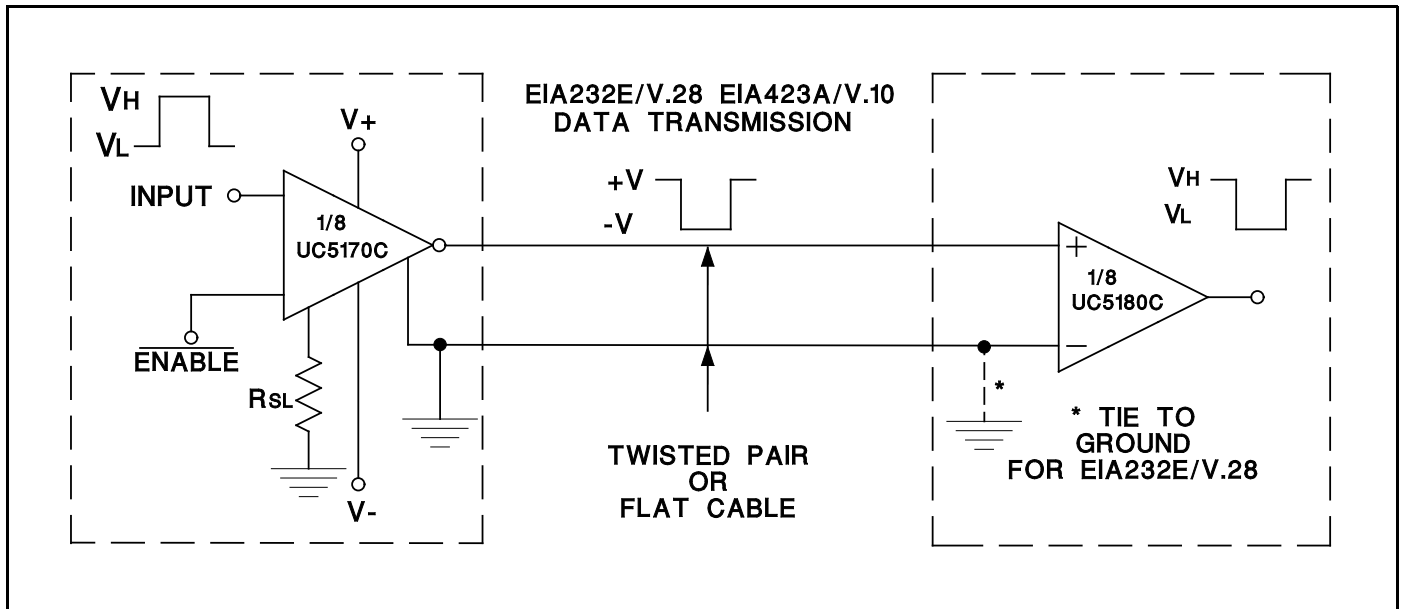 VH
VL
V+
INPUT
1/8
UC5170C
ENABLE
RSL
V-
EIA232E/V.28 EIA423A/V.10
DATA TRANSMISSION
+V
-V
TWISTED PAIR
OR
FLAT CABLE
VH
VL
+
1/8
UC5180C
−
*
* TIE TO
GROUND
FOR EIA232E/V.28